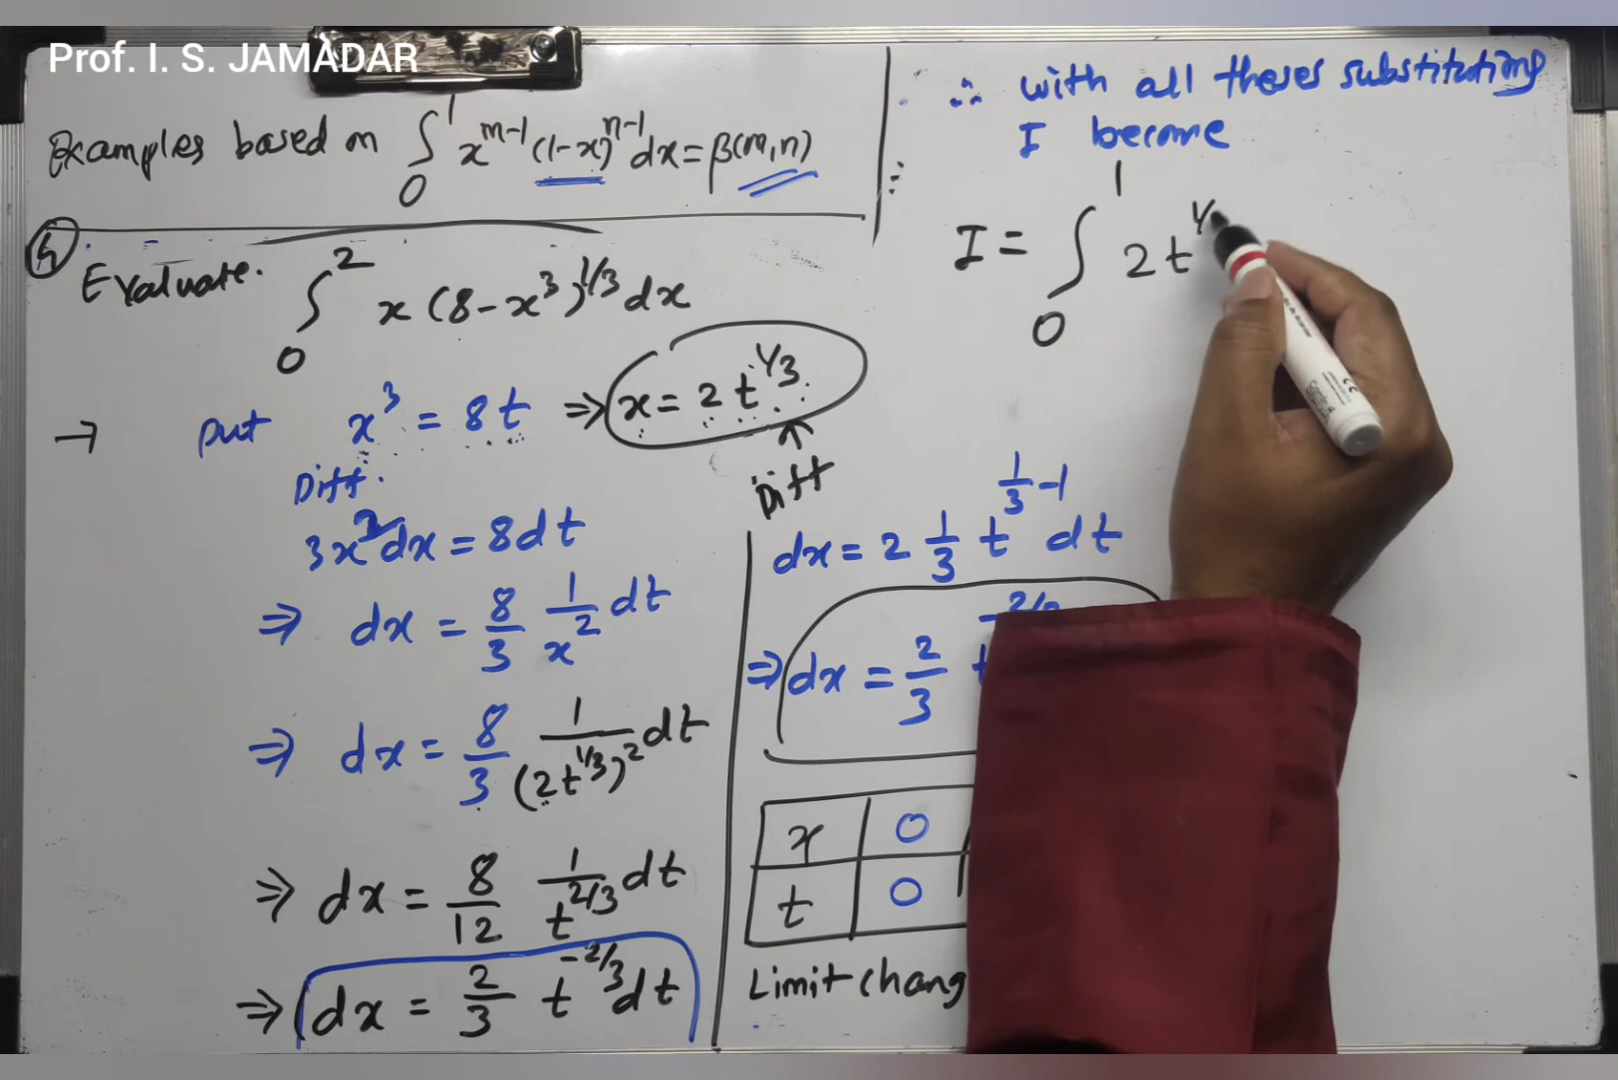 Prof. I. S. JAMADAR
Examples based on ∫₀¹ x^(m-1) (1-x)^(n-1) dx = β(m,n)
5
Evaluate. ∫₀² x (8-x³)^(1/3) dx
→ put x³ = 8t ⇒ x = 2 t^(1/3)
Diff.
3x² dx = 8dt
⇒ dx = 8/3 1/x² dt
⇒ dx = 8/3 1/(2t^(1/3))² dt
⇒ dx = 8/12 1/t^(2/3) dt
⇒ dx = 2/3 t^(-2/3) dt
↑
Diff
dx = 2 1/3 t^(1/3 -1) dt
⇒ dx = 2/3
x 0
t 0
Limit chang
∴ with all theses substitutions
I become
I = ∫₀¹ 2t